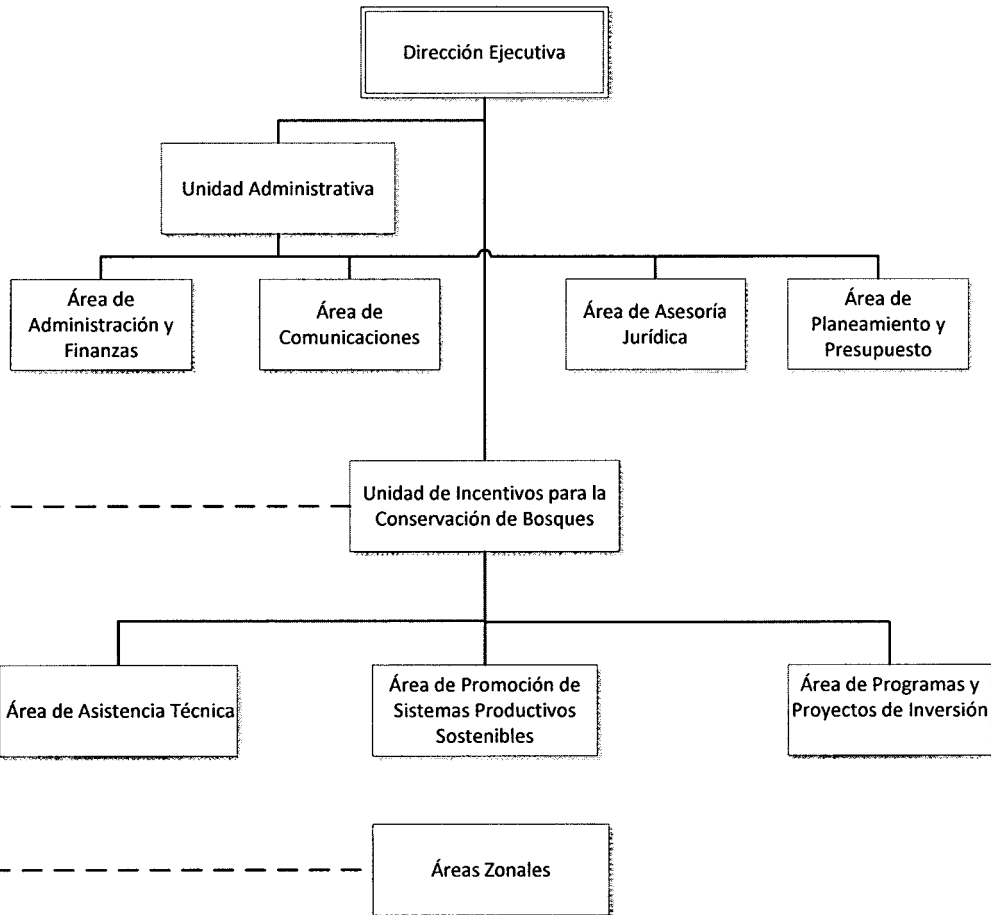 Dirección Ejecutiva
Unidad Administrativa
Área de
Administración y
Finanzas
Área de
Comunicaciones
Área de Asesoría
Jurídica
Área de
Planeamiento y
Presupuesto
Unidad de Incentivos para la
Conservación de Bosques
Área de Asistencia Técnica
Área de Promoción de
Sistemas Productivos
Sostenibles
Área de Programas y
Proyectos de Inversión
Áreas Zonales